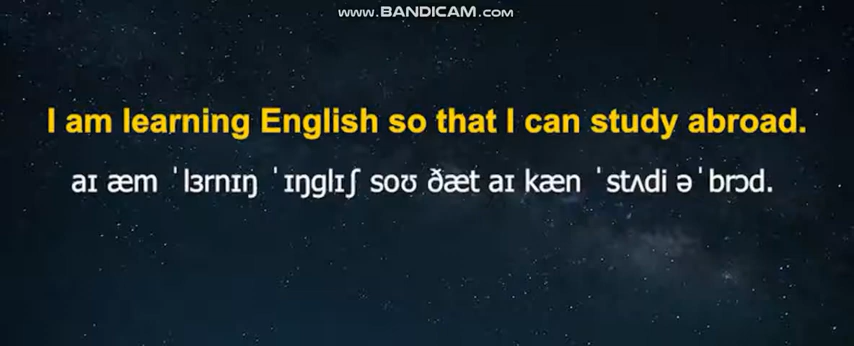 www.BANDICAM.com
I am learning English so that I can study abroad.
aɪ æm ˈlɜrnɪŋ ˈɪŋglɪʃ soʊ ðæt aɪ kæn ˈstʌdi əˈbrɔd.